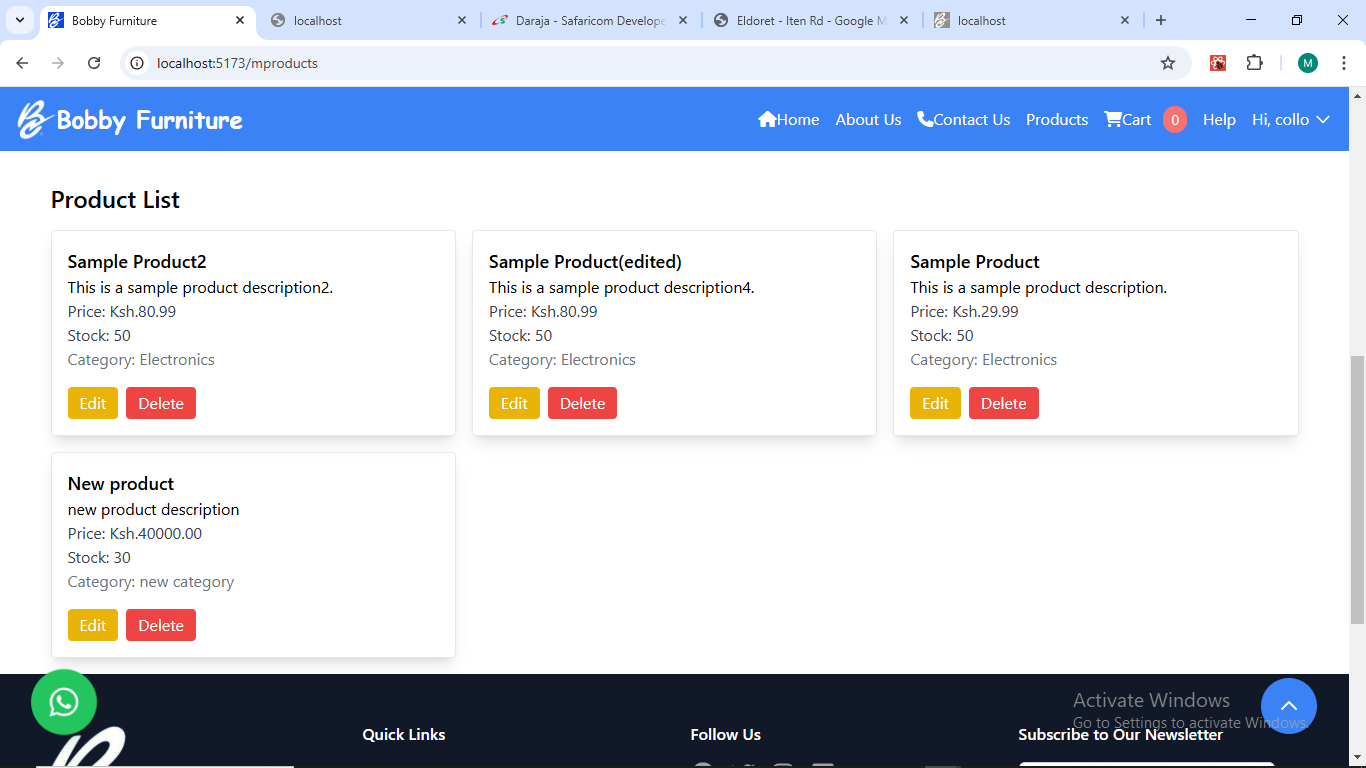 Bobby Furniture
localhost
Daraja - Safaricom Develope
Eldoret - Iten Rd - Google M
localhost
localhost:5173/mproducts
M
Bobby Furniture
Home
About Us
Contact Us
Products
Cart
0
Help
Hi, collo
Product List
Sample Product2
This is a sample product description2.
Price: Ksh.80.99
Stock: 50
Category: Electronics
Edit
Delete
Sample Product(edited)
This is a sample product description4.
Price: Ksh.80.99
Stock: 50
Category: Electronics
Edit
Delete
Sample Product
This is a sample product description.
Price: Ksh.29.99
Stock: 50
Category: Electronics
Edit
Delete
New product
new product description
Price: Ksh.40000.00
Stock: 30
Category: new category
Edit
Delete
Quick Links
Follow Us
Subscribe to Our Newsletter
Activate Windows
Go to Settings to activate Windows.